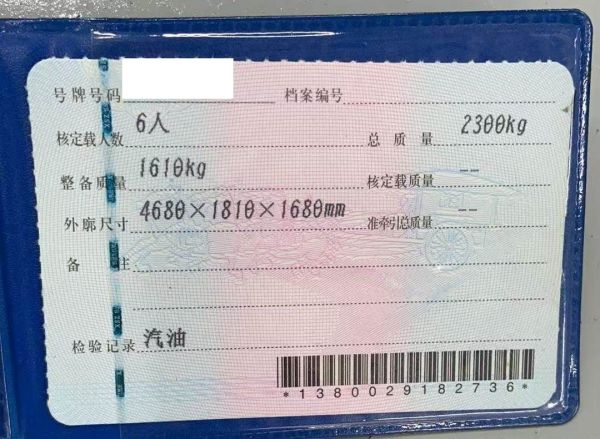 号牌号码 档案编号
核定载人数 6人 总质量 2300kg
整备质量 1610kg 核定载质量 --
外廓尺寸 4680×1810×1680mm 准牵引总质量 --
备注
检验记录 汽油
*1380029182736*